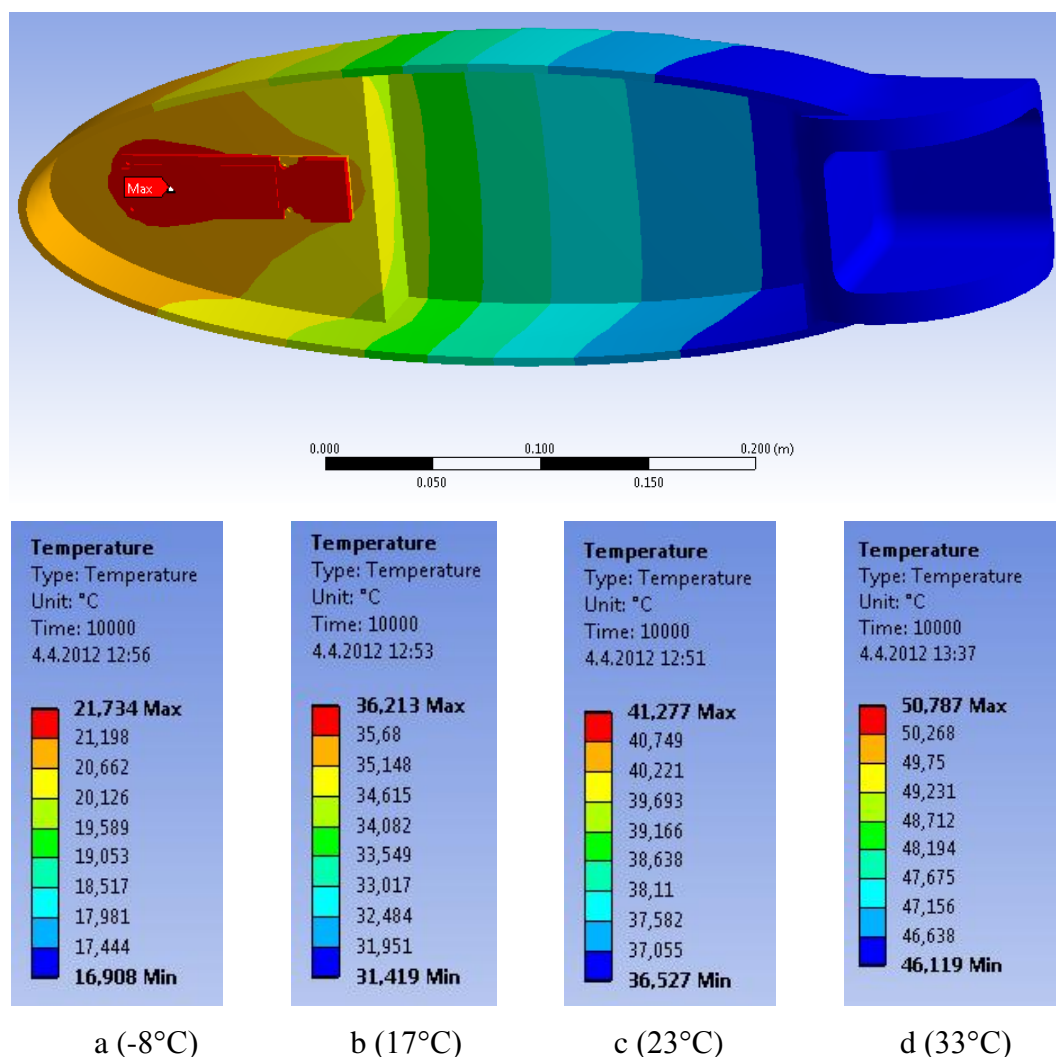 Max
0.000 0.100 0.200 (m)
0.050 0.150
Temperature
Type: Temperature
Unit: °C
Time: 10000
4.4.2012 12:56
21,734 Max
21,198
20,662
20,126
19,589
19,053
18,517
17,981
17,444
16,908 Min
a (-8°C)
Temperature
Type: Temperature
Unit: °C
Time: 10000
4.4.2012 12:53
36,213 Max
35,68
35,148
34,615
34,082
33,549
33,017
32,484
31,951
31,419 Min
b (17°C)
Temperature
Type: Temperature
Unit: °C
Time: 10000
4.4.2012 12:51
41,277 Max
40,749
40,221
39,693
39,166
38,638
38,11
37,582
37,055
36,527 Min
c (23°C)
Temperature
Type: Temperature
Unit: °C
Time: 10000
4.4.2012 13:37
50,787 Max
50,268
49,75
49,231
48,712
48,194
47,675
47,156
46,638
46,119 Min
d (33°C)